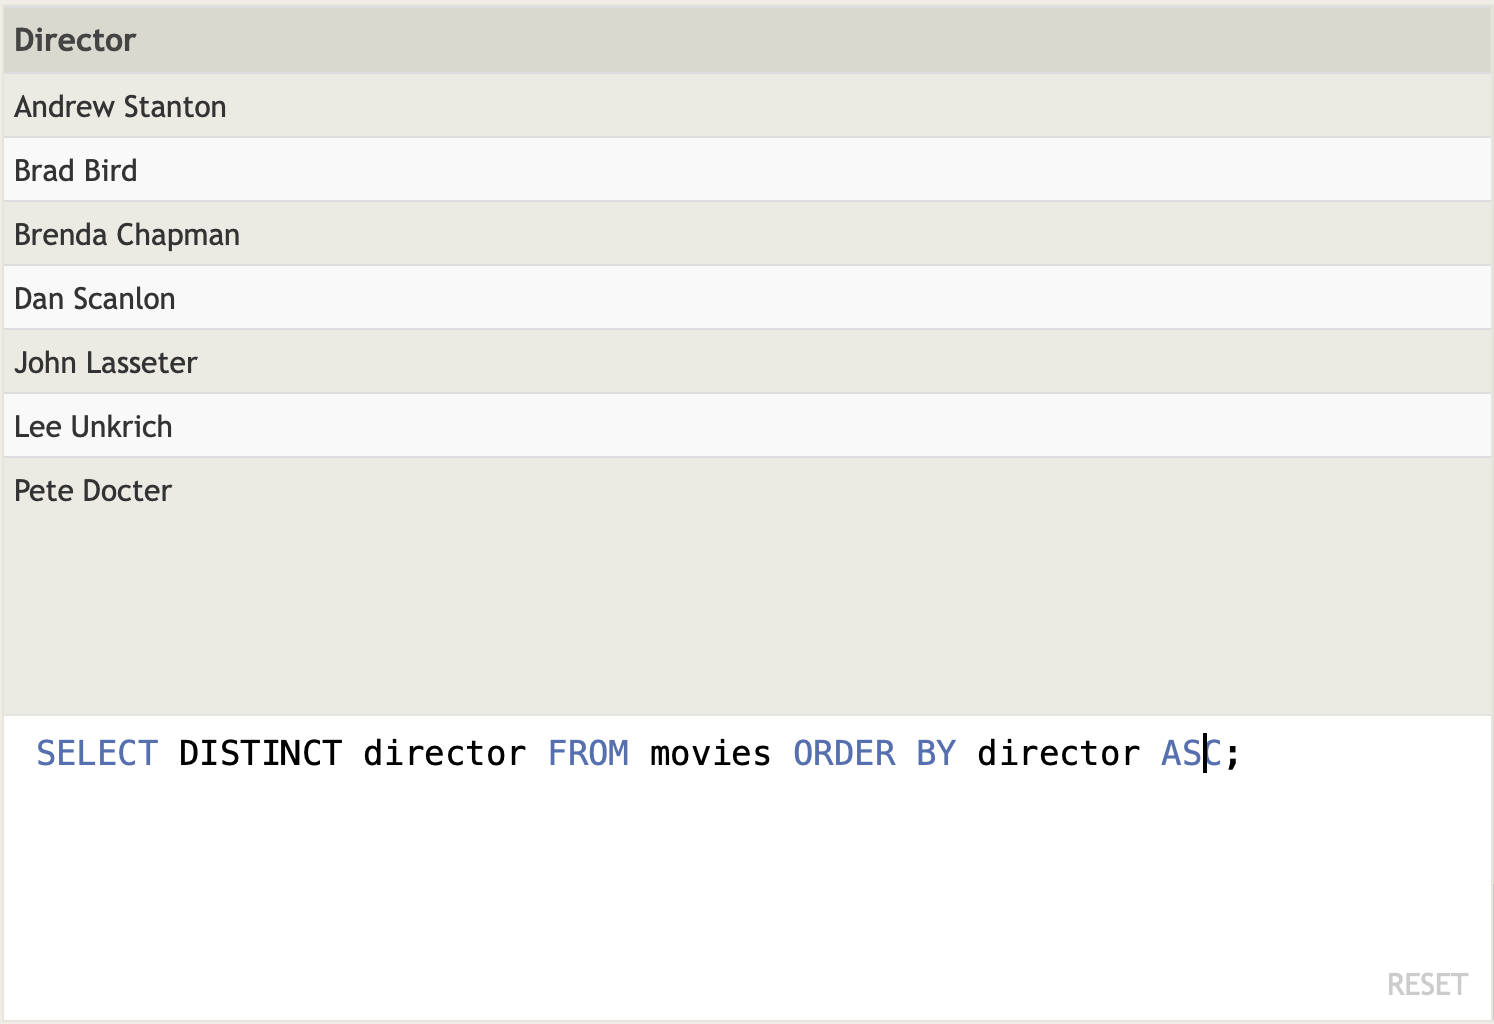 Director
Andrew Stanton
Brad Bird
Brenda Chapman
Dan Scanlon
John Lasseter
Lee Unkrich
Pete Docter
SELECT DISTINCT director FROM movies ORDER BY director ASC;
RESET